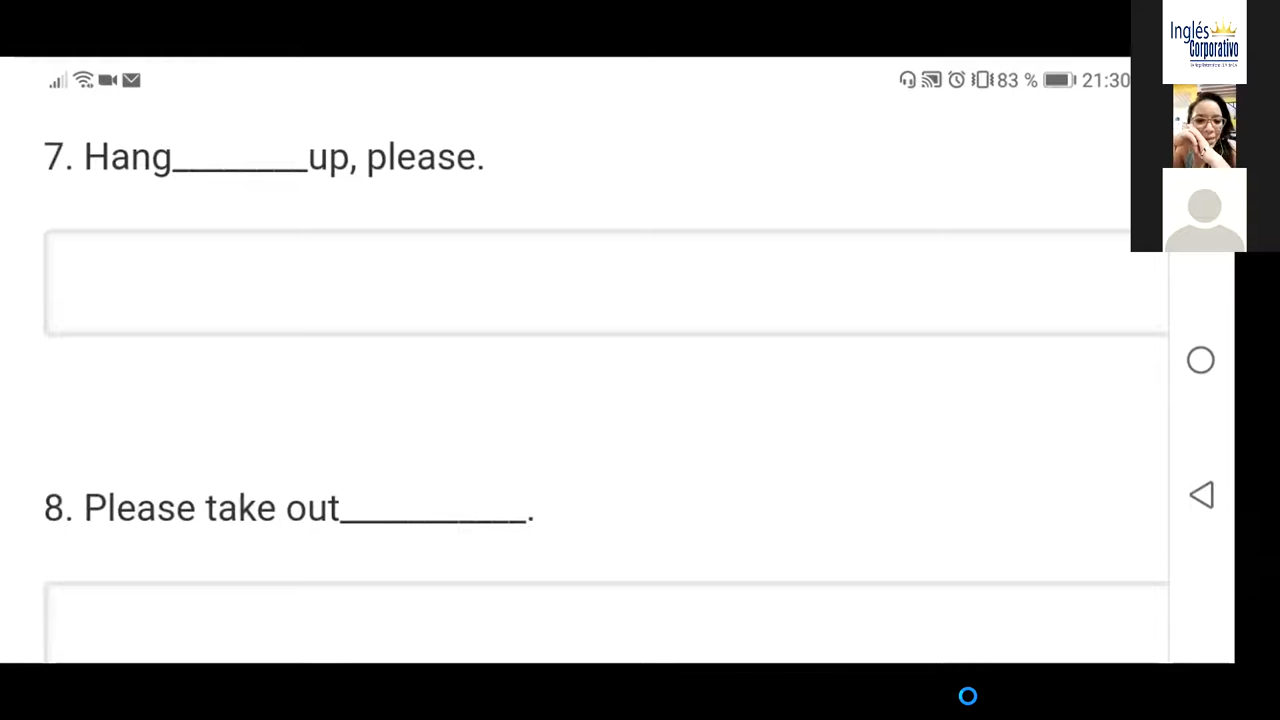 83 % 21:30
Inglés
Corporativo
7. Hang________up, please.
8. Please take out___________.